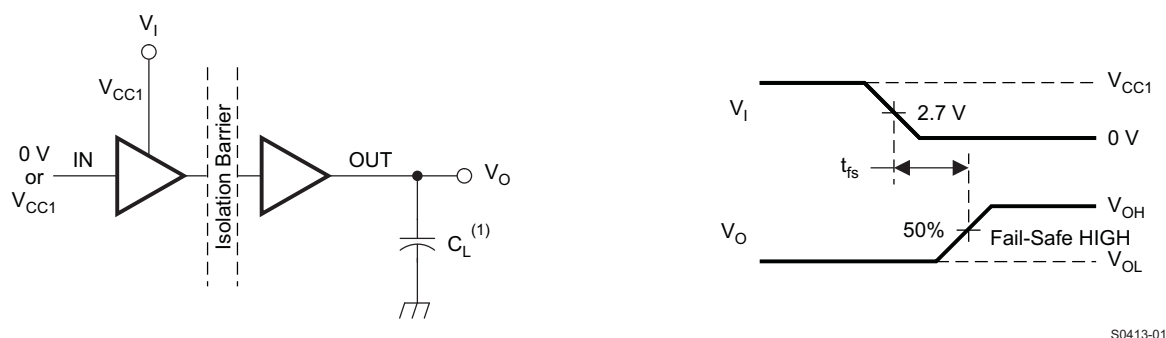 V_I
V_CC1
0 V
or
V_CC1
IN
Isolation Barrier
OUT
V_O
C_L^(1)
V_I
V_CC1
2.7 V
0 V
t_fs
V_O
50%
V_OH
Fail-Safe HIGH
V_OL
S0413-01